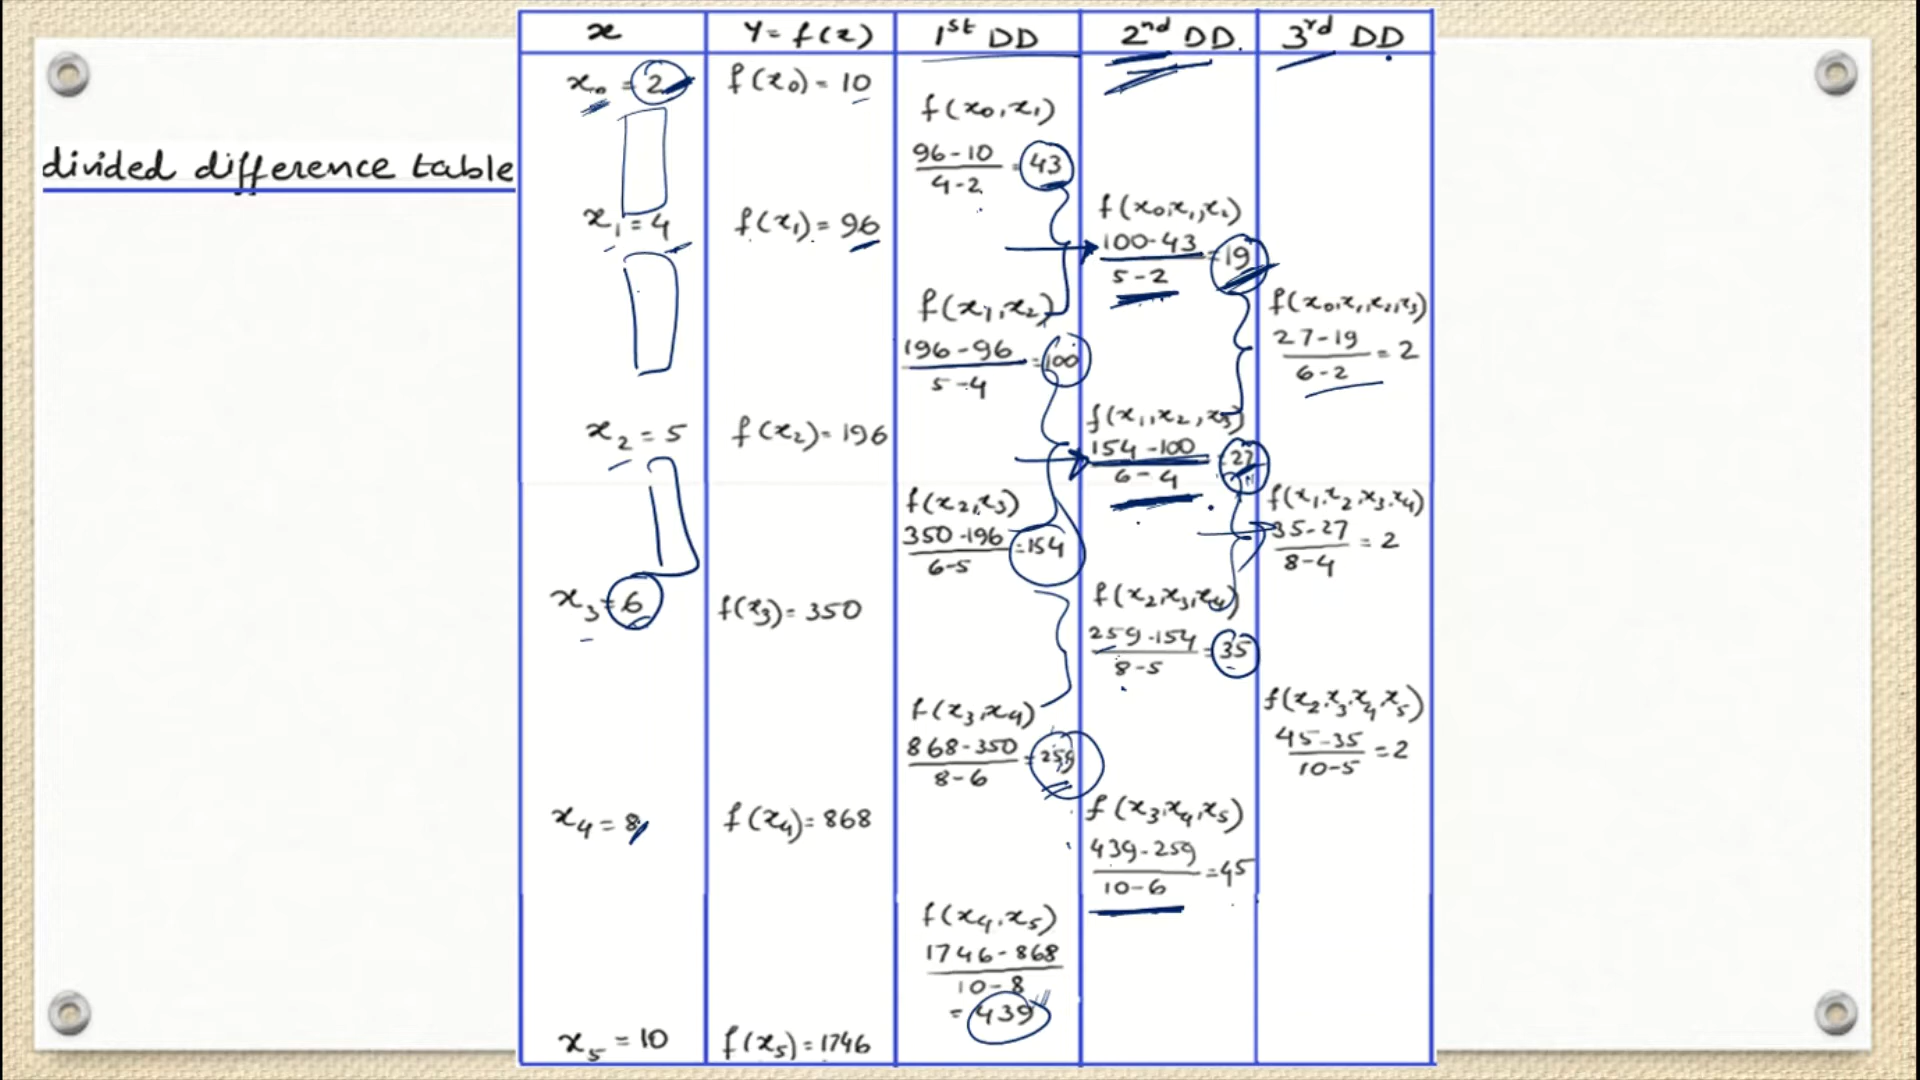 divided difference table
x
Y = f(x)
1st DD
2nd DD
3rd DD
x0 = 2
f(x0) = 10
f(x0,x1)
96-10
4-2
= 43
x1 = 4
f(x1) = 96
f(x0,x1,x2)
100-43
5-2
=19
f(x1,x2)
196-96
5-4
=100
f(x0,x1,x2,x3)
27-19
6-2
= 2
x2 = 5
f(x2)=196
f(x1,x2,x3)
154-100
6-4
=27
f(x2,x3)
350-196
6-5
=154
f(x1,x2,x3,x4)
35-27
8-4
= 2
x3=6
f(x3)=350
f(x2,x3,x4)
259-154
8-5
=35
f(x3,x4)
868-350
8-6
=259
f(x2,x3,x4,x5)
45-35
10-5
=2
x4 = 8
f(x4)=868
f(x3,x4,x5)
439-259
10-6
=45
f(x4,x5)
1746-868
10-8
= 439
x5 = 10
f(x5)=1746